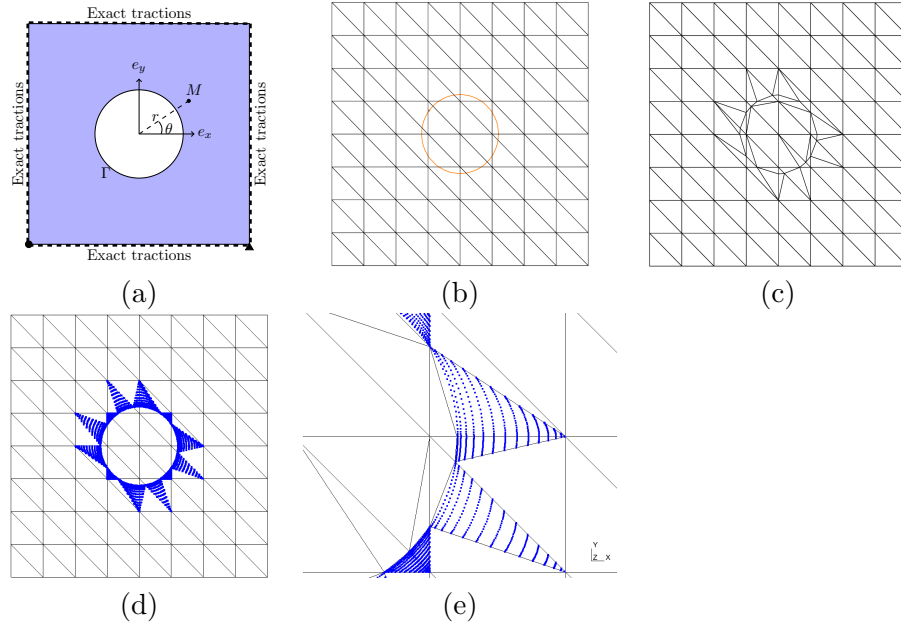 Exact tractions
Exact tractions
Exact tractions
Exact tractions
e_y
M
r
θ
e_x
Γ
(a)
(b)
(c)
(d)
Y
Z X
(e)